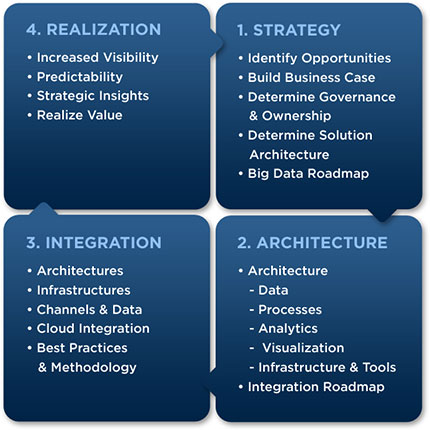 4. REALIZATION
• Increased Visibility
• Predictability
• Strategic Insights
• Realize Value
1. STRATEGY
• Identify Opportunities
• Build Business Case
• Determine Governance
& Ownership
• Determine Solution
Architecture
• Big Data Roadmap
3. INTEGRATION
• Architectures
• Infrastructures
• Channels & Data
• Cloud Integration
• Best Practices
& Methodology
2. ARCHITECTURE
• Architecture
- Data
- Processes
- Analytics
- Visualization
- Infrastructure & Tools
• Integration Roadmap